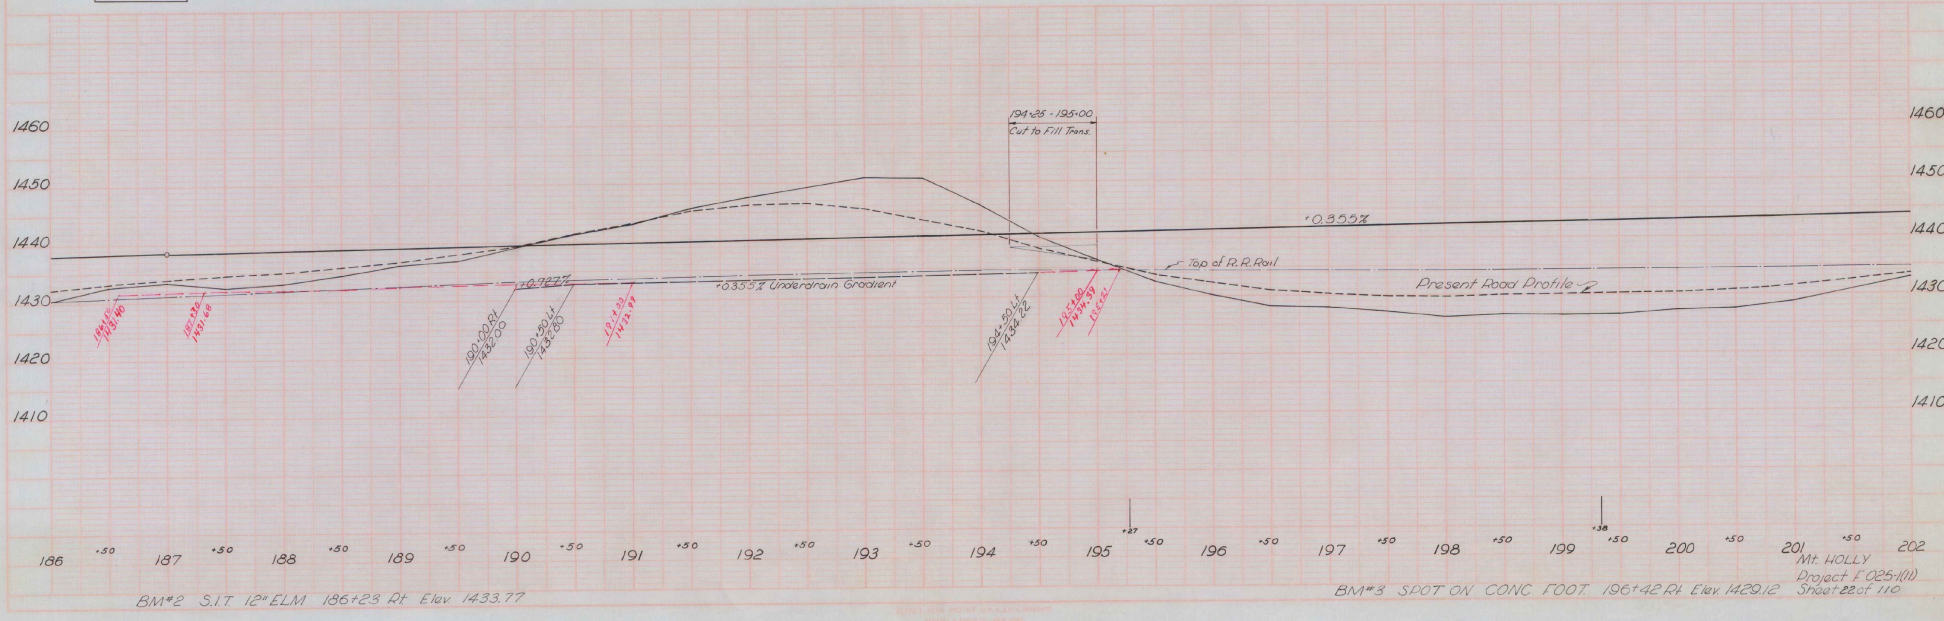 194+25 - 195+00
Cut to Fill Trans.
1460
1460
1450
1450
1440
1440
1430
1430
1420
1420
1410
1410
+0.355%
Top of R.R. Rail
Present Road Profile
+0.727%
+0.355% Underdrain Gradient
1431.40
1431.68
190+00 Rt
1432.00
190+50 Lt
1432.80
194+50 Lt
1434.22
195+00
1434.39
+27
+38
186 +50 187 +50 188 +50 189 +50 190 +50 191 +50 192 +50 193 +50 194 +50 195 +50 196 +50 197 +50 198 +50 199 +50 200 +50 201 +50 202
BM#2 S.I.T. 12" ELM 186+23 Rt Elev. 1433.77
BM#3 SPOT ON CONC. FOOT. 196+42 Rt Elev. 1429.12
Mt. HOLLY
Project F 025-1(11)
Sheet 22 of 110